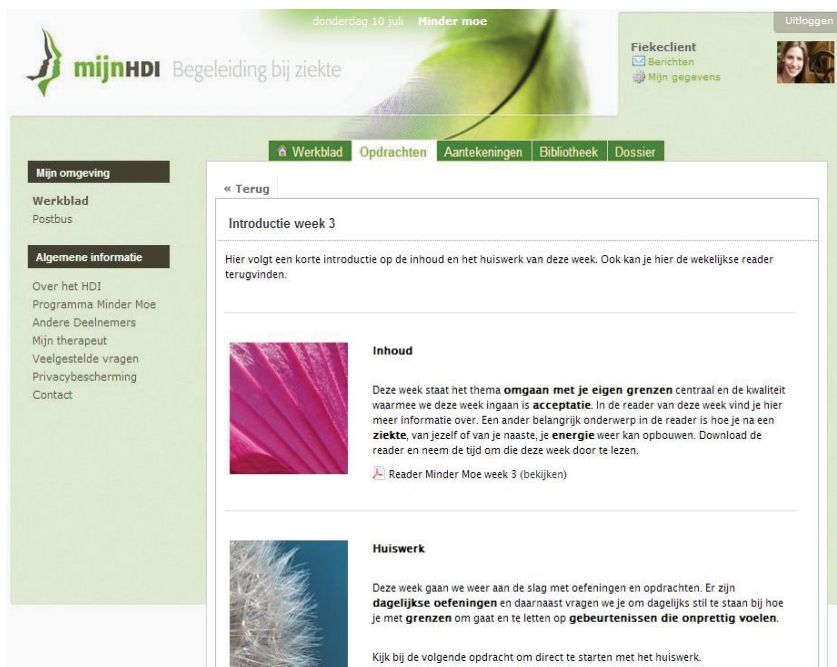 donderdag 10 juli Minder moe
Uitloggen
mijnHDI Begeleiding bij ziekte
Fiekeclient
Berichten
Mijn gegevens
Werkblad Opdrachten Aantekeningen Bibliotheek Dossier
Mijn omgeving
Werkblad
Postbus
Algemene informatie
Over het HDI
Programma Minder Moe
Andere Deelnemers
Mijn therapeut
Veelgestelde vragen
Privacybescherming
Contact
« Terug
Introductie week 3
Hier volgt een korte introductie op de inhoud en het huiswerk van deze week. Ook kan je hier de wekelijkse reader
terugvinden.
Inhoud
Deze week staat het thema omgaan met je eigen grenzen centraal en de kwaliteit
waarmee we deze week ingaan is acceptatie. In de reader van deze week vind je hier
meer informatie over. Een ander belangrijk onderwerp in de reader is hoe je na een
ziekte, van jezelf of van je naaste, je energie weer kan opbouwen. Download de
reader en neem de tijd om die deze week door te lezen.
Reader Minder Moe week 3 (bekijken)
Huiswerk
Deze week gaan we weer aan de slag met oefeningen en opdrachten. Er zijn
dagelijkse oefeningen en daarnaast vragen we je om dagelijks stil te staan bij hoe
je met grenzen om gaat en te letten op gebeurtenissen die onprettig voelen.
Kijk bij de volgende opdracht om direct te starten met het huiswerk.